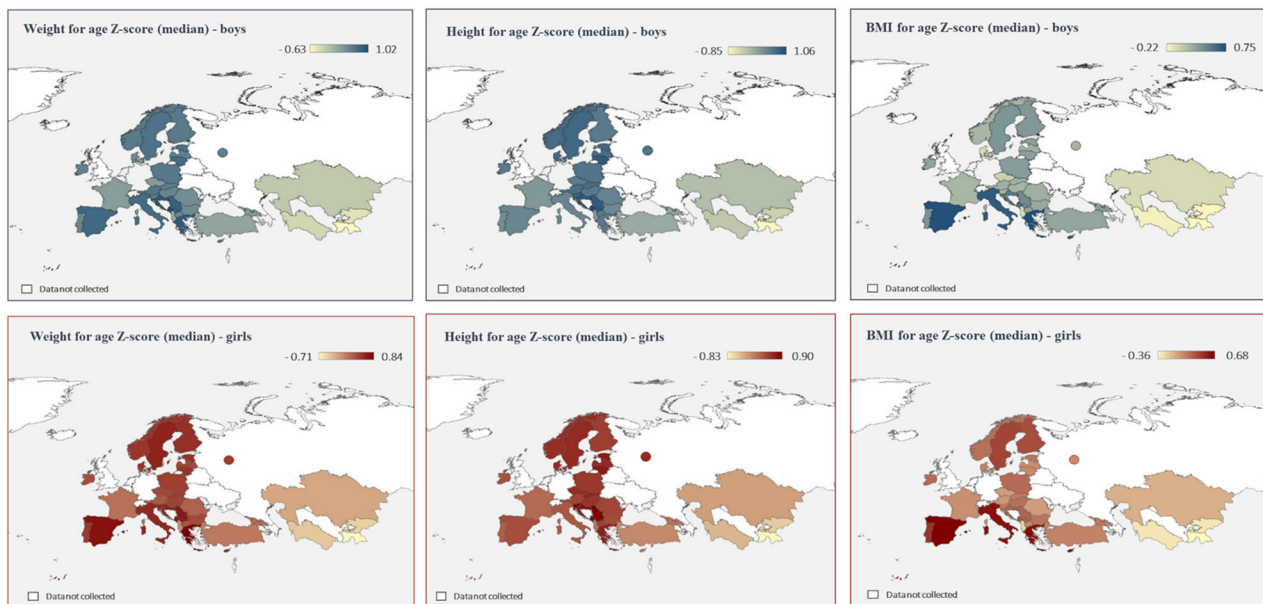 Weight for age Z-score (median) - boys
- 0.63 1.02
Data not collected
Height for age Z-score (median) - boys
- 0.85 1.06
Data not collected
BMI for age Z-score (median) - boys
- 0.22 0.75
Data not collected
Weight for age Z-score (median) - girls
- 0.71 0.84
Data not collected
Height for age Z-score (median) - girls
- 0.83 0.90
Data not collected
BMI for age Z-score (median) - girls
- 0.36 0.68
Data not collected